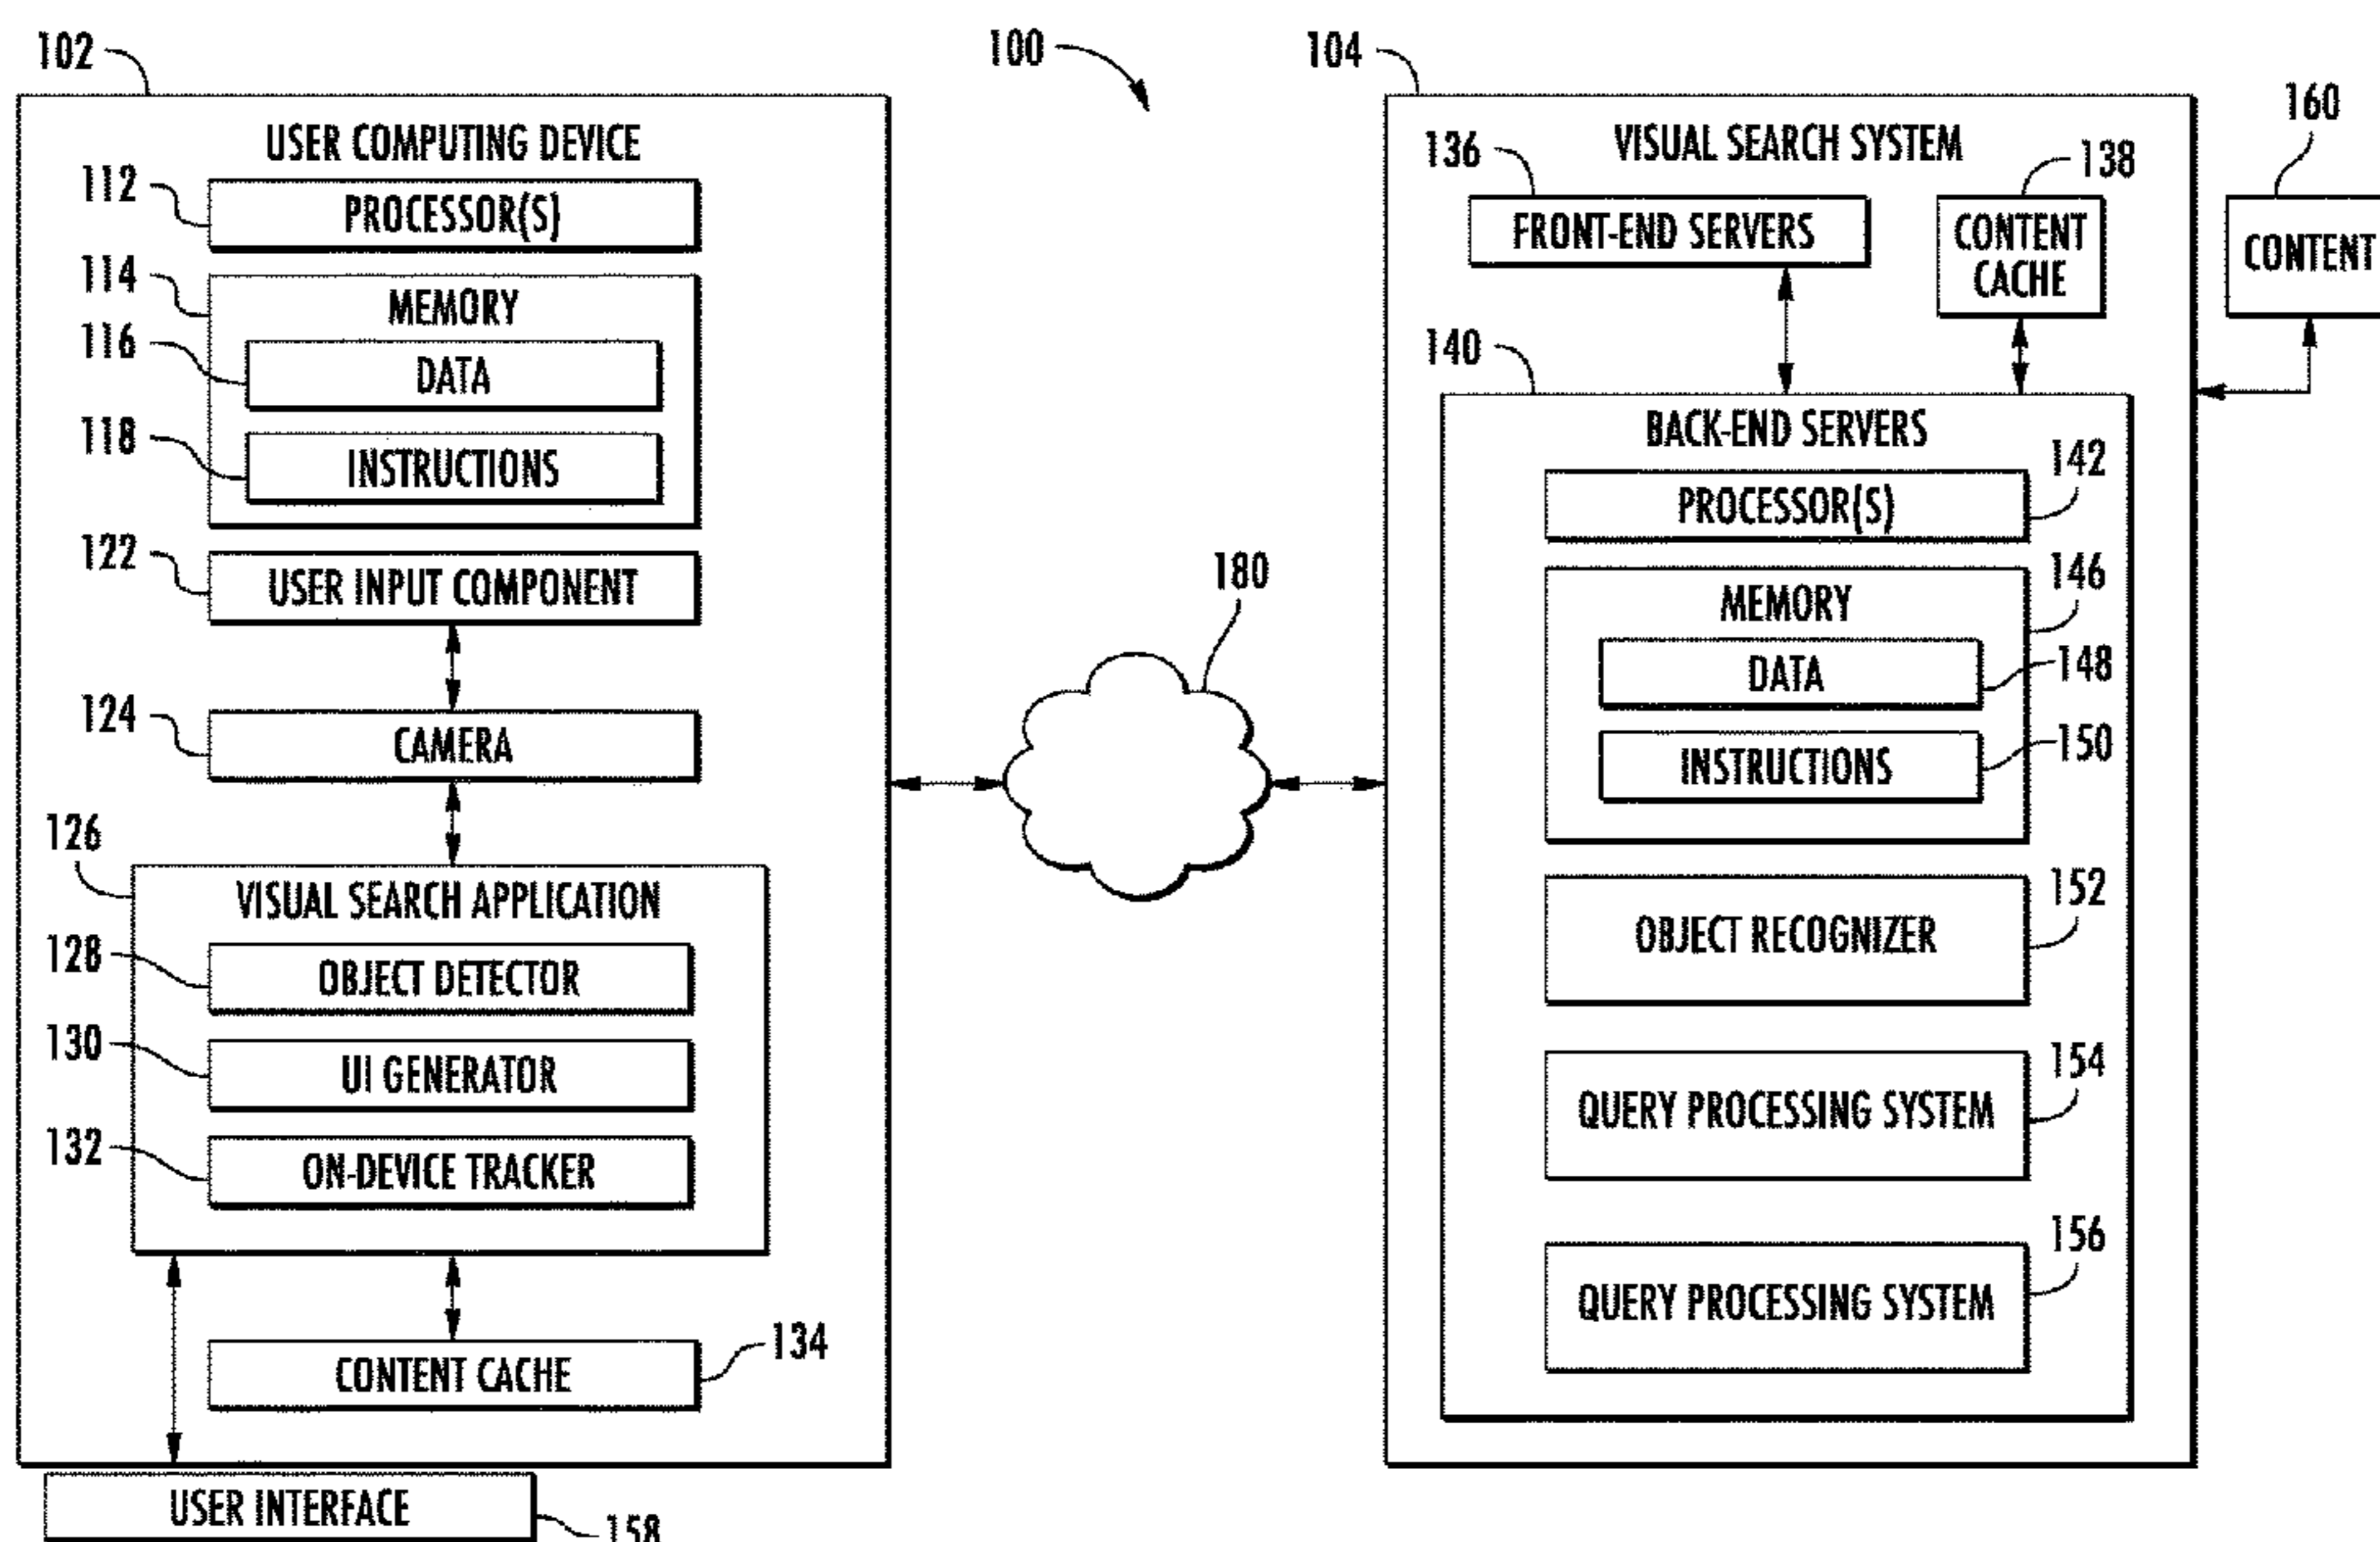 102
100
104
160
USER COMPUTING DEVICE
112
PROCESSOR(S)
114
MEMORY
116
DATA
118
INSTRUCTIONS
122
USER INPUT COMPONENT
124
CAMERA
126
VISUAL SEARCH APPLICATION
128
OBJECT DETECTOR
130
UI GENERATOR
132
ON-DEVICE TRACKER
134
CONTENT CACHE
USER INTERFACE
158
180
VISUAL SEARCH SYSTEM
136
FRONT-END SERVERS
138
CONTENT
CACHE
CONTENT
140
BACK-END SERVERS
142
PROCESSOR(S)
146
MEMORY
DATA
148
INSTRUCTIONS
150
152
OBJECT RECOGNIZER
154
QUERY PROCESSING SYSTEM
156
QUERY PROCESSING SYSTEM